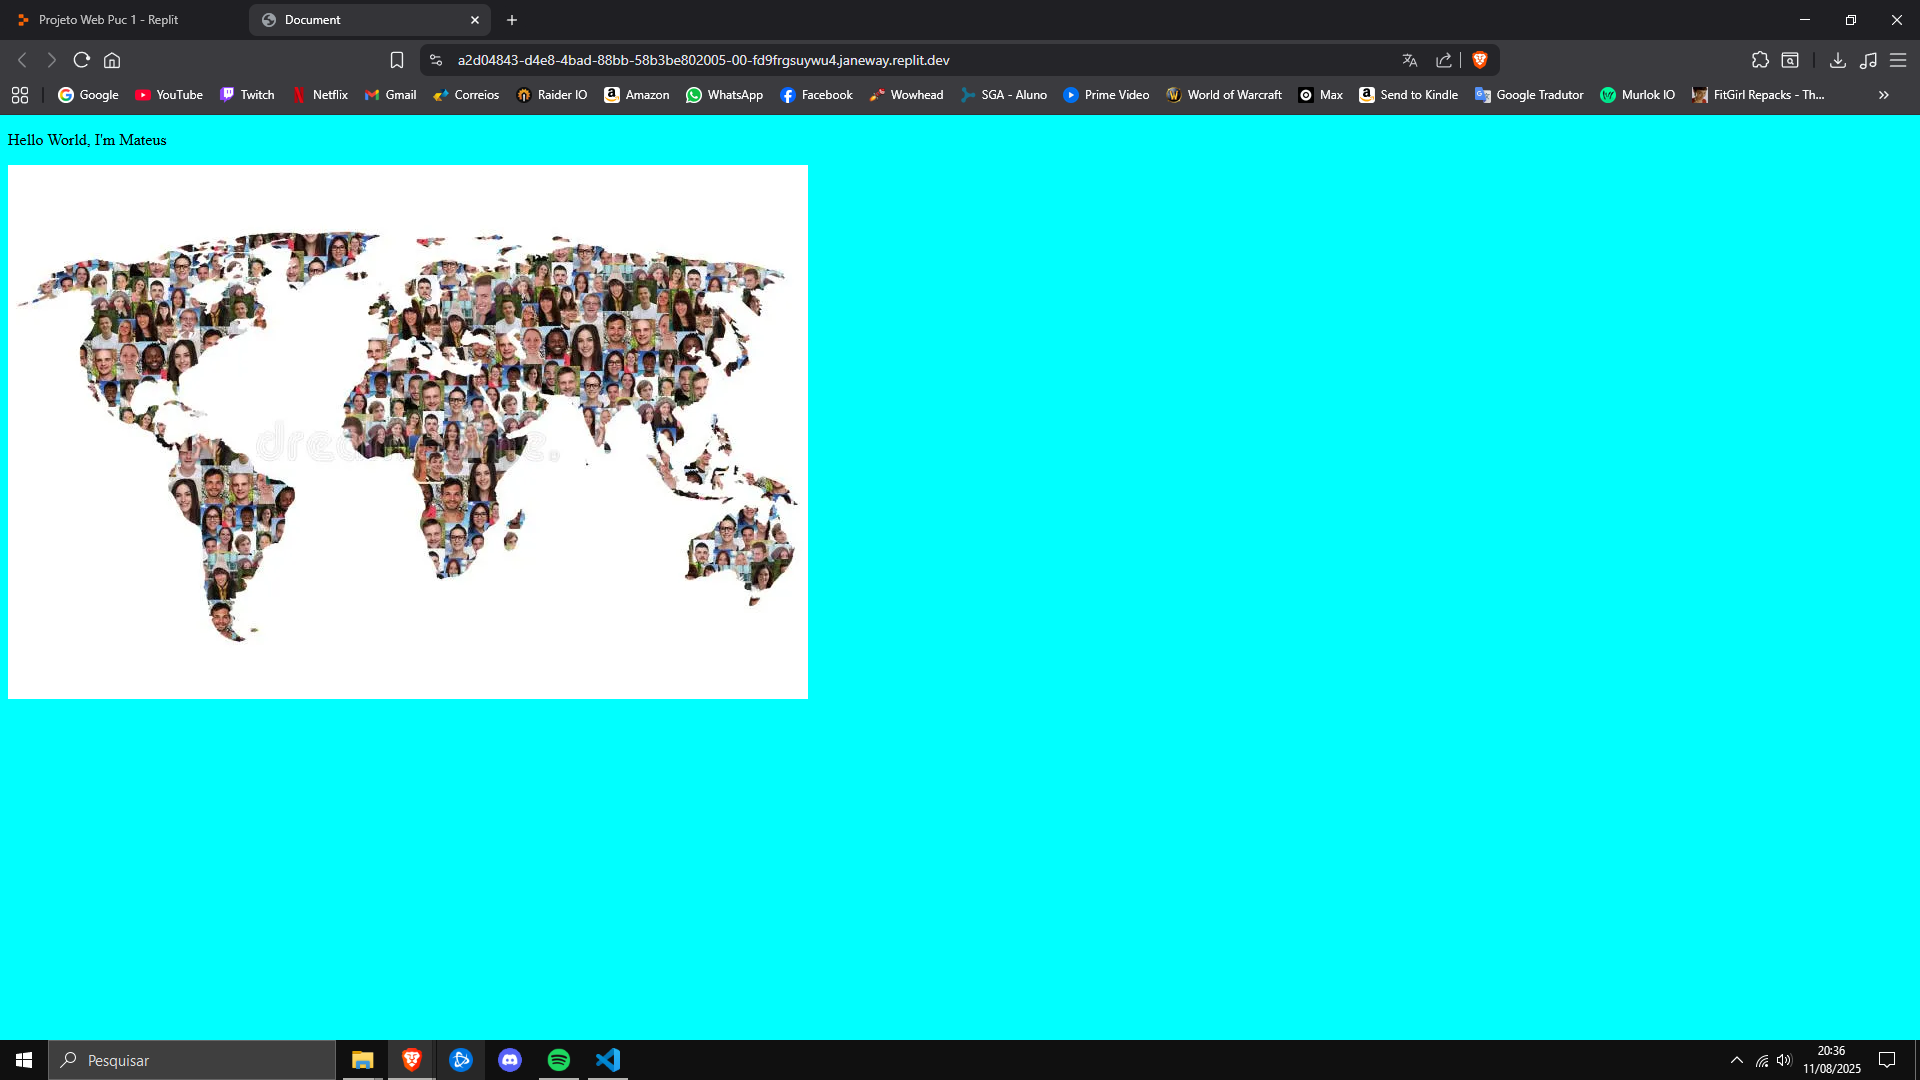 Projeto Web Puc 1 - Replit
Document
a2d04843-d4e8-4bad-88bb-58b3be802005-00-fd9frgsuywu4.janeway.replit.dev
Google YouTube Twitch Netflix Gmail Correios Raider IO Amazon WhatsApp Facebook Wowhead SGA - Aluno Prime Video World of Warcraft Max Send to Kindle Google Tradutor Murlok IO FitGirl Repacks - Th...
Hello World, I'm Mateus
Pesquisar
20:36
11/08/2025